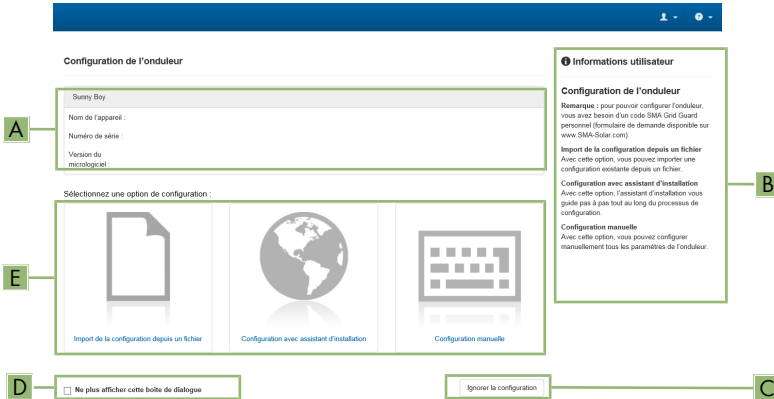 Configuration de l'onduleur
Sunny Boy
Nom de l'appareil :
Numéro de série :
Version du
micrologiciel :
A
Sélectionnez une option de configuration :
Import de la configuration depuis un fichier
Configuration avec assistant d'installation
Configuration manuelle
E
Ne plus afficher cette boîte de dialogue
D
Ignorer la configuration
C
Informations utilisateur
Configuration de l'onduleur
Remarque : pour pouvoir configurer l'onduleur,
vous avez besoin d'un code SMA Grid Guard
personnel (formulaire de demande disponible sur
www.SMA-Solar.com).
Import de la configuration depuis un fichier
Avec cette option, vous pouvez importer une
configuration existante depuis un fichier.
Configuration avec assistant d'installation
Avec cette option, l'assistant d'installation vous
guide pas à pas tout au long du processus de
configuration.
Configuration manuelle
Avec cette option, vous pouvez configurer
manuellement tous les paramètres de l'onduleur.
B